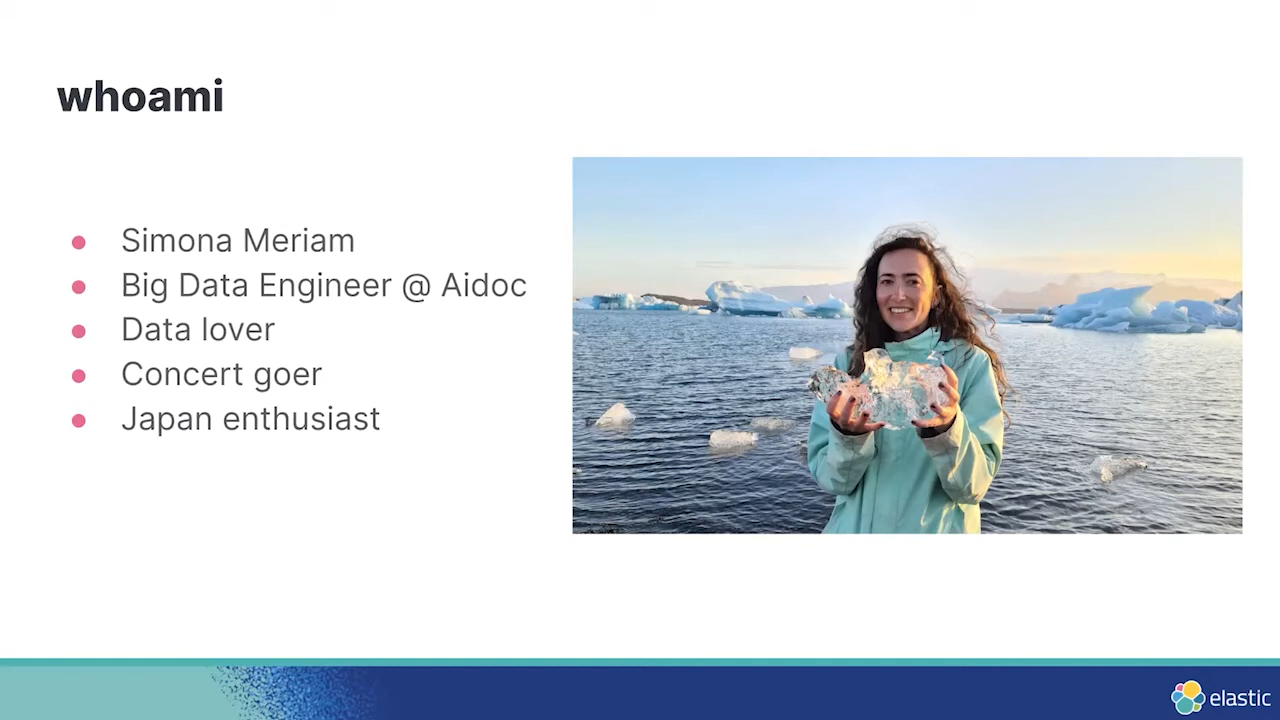 whoami
Simona Meriam
Big Data Engineer @ Aidoc
Data lover
Concert goer
Japan enthusiast
elastic